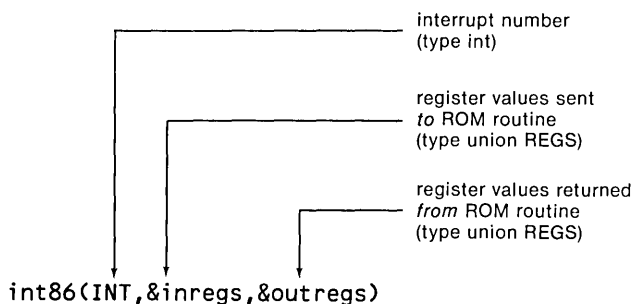 interrupt number
(type int)
register values sent
to ROM routine
(type union REGS)
register values returned
from ROM routine
(type union REGS)
int86(INT,&inregs,&outregs)